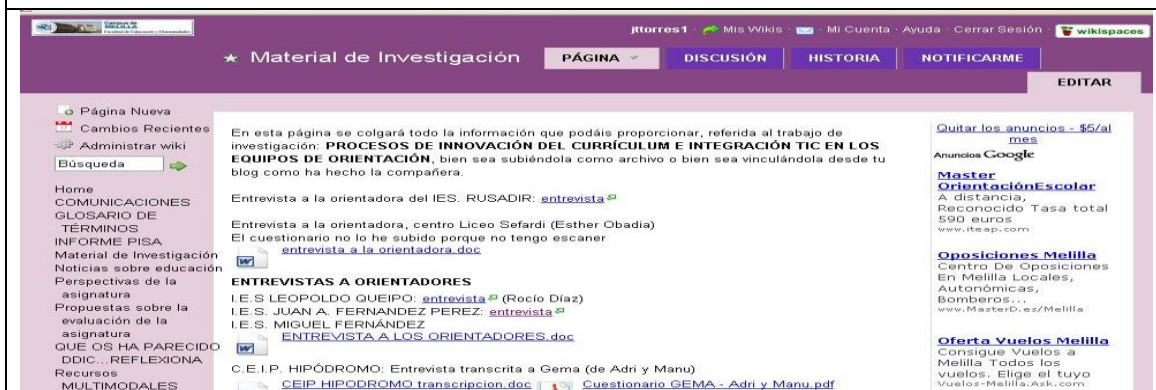 Campus de
MELILLA
Facultad de Educación y Humanidades
jttorres1 · Mis Wikis · Mi Cuenta · Ayuda · Cerrar Sesión · wikispaces
Material de Investigación
PÁGINA
DISCUSIÓN
HISTORIA
NOTIFICARME
EDITAR
Página Nueva
Cambios Recientes
Administrar wiki
Búsqueda
Home
COMUNICACIONES
GLOSARIO DE
TÉRMINOS
INFORME PISA
Material de Investigación
Noticias sobre educación
Perspectivas de la
asignatura
Propuestas sobre la
evaluación de la
asignatura
QUE OS HA PARECIDO
DDIC...REFLEXIONA
Recursos
MULTIMODALES
En esta página se colgará todo la información que podáis proporcionar, referida al trabajo de
investigación: PROCESOS DE INNOVACIÓN DEL CURRÍCULUM E INTEGRACIÓN TIC EN LOS
EQUIPOS DE ORIENTACIÓN, bien sea subiéndola como archivo o bien sea vinculándola desde tu
blog como ha hecho la compañera.
Entrevista a la orientadora del IES. RUSADIR: entrevista
Entrevista a la orientadora, centro Liceo Sefardi (Esther Obadia)
El cuestionario no lo he subido porque no tengo escaner
entrevista a la orientadora.doc
ENTREVISTAS A ORIENTADORES
I.E.S LEOPOLDO QUEIPO: entrevista (Rocío Díaz)
I.E.S. JUAN A. FERNANDEZ PEREZ: entrevista
I.E.S. MIGUEL FERNÁNDEZ
ENTREVISTA A LOS ORIENTADORES.doc
C.E.I.P. HIPÓDROMO: Entrevista transcrita a Gema (de Adri y Manu)
CEIP HIPODROMO transcripcion.doc Cuestionario GEMA - Adri y Manu.pdf
Quitar los anuncios - $5/al
mes
Anuncios Google
Master
OrientaciónEscolar
A distancia,
Reconocido Tasa total
590 euros
www.iteap.com
Oposiciones Melilla
Centro De Oposiciones
En Melilla Locales,
Autonómicas,
Bomberos...
www.MasterD.es/Melilla
Oferta Vuelos Melilla
Consigue Vuelos a
Melilla Todos los
vuelos. Elige el tuyo
Vuelos-Melilla.Ask.com